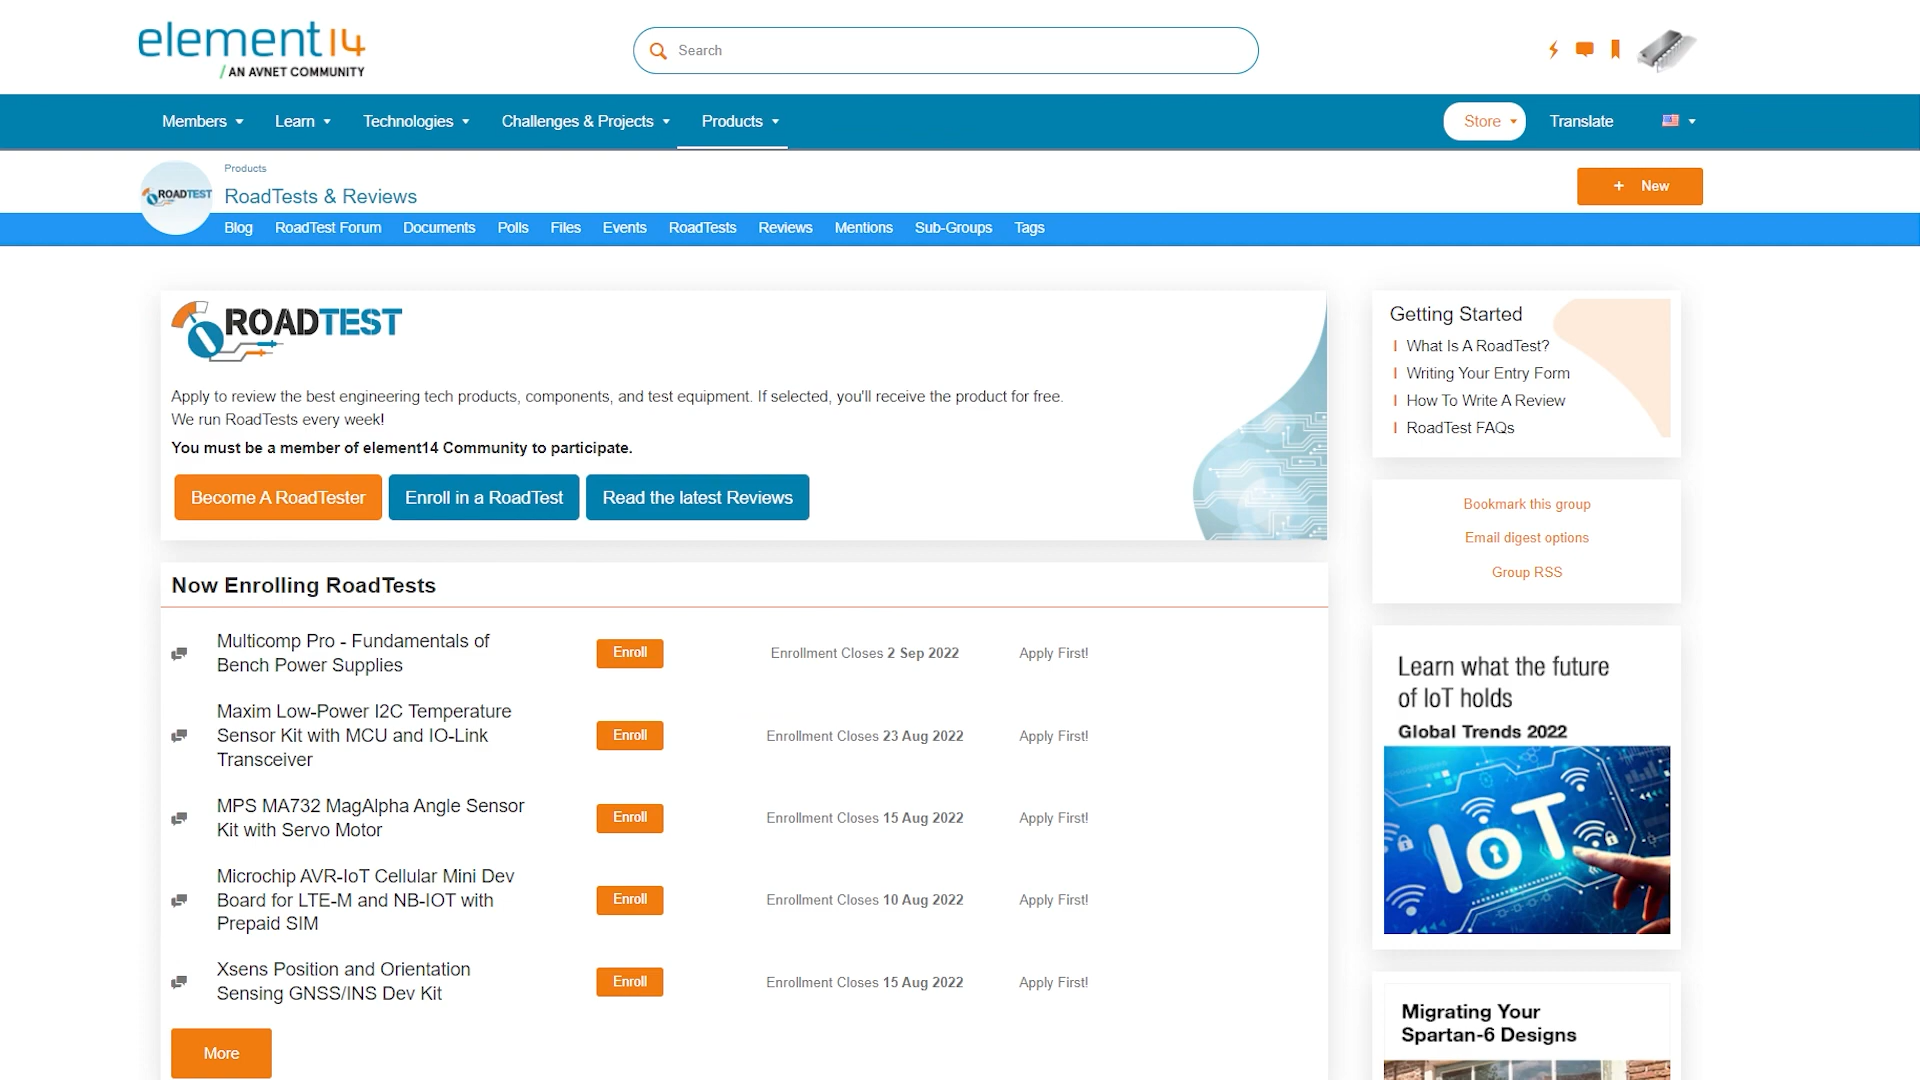 element14
/ AN AVNET COMMUNITY
Search
Members
Learn
Technologies
Challenges & Projects
Products
Store
Translate
ROADTEST
Products
RoadTests & Reviews
+ New
Blog
RoadTest Forum
Documents
Polls
Files
Events
RoadTests
Reviews
Mentions
Sub-Groups
Tags
ROADTEST
Apply to review the best engineering tech products, components, and test equipment. If selected, you'll receive the product for free.
We run RoadTests every week!
You must be a member of element14 Community to participate.
Become A RoadTester
Enroll in a RoadTest
Read the latest Reviews
Now Enrolling RoadTests
Multicomp Pro - Fundamentals of
Bench Power Supplies
Enroll
Enrollment Closes 2 Sep 2022
Apply First!
Maxim Low-Power I2C Temperature
Sensor Kit with MCU and IO-Link
Transceiver
Enroll
Enrollment Closes 23 Aug 2022
Apply First!
MPS MA732 MagAlpha Angle Sensor
Kit with Servo Motor
Enroll
Enrollment Closes 15 Aug 2022
Apply First!
Microchip AVR-IoT Cellular Mini Dev
Board for LTE-M and NB-IOT with
Prepaid SIM
Enroll
Enrollment Closes 10 Aug 2022
Apply First!
Xsens Position and Orientation
Sensing GNSS/INS Dev Kit
Enroll
Enrollment Closes 15 Aug 2022
Apply First!
More
Getting Started
What Is A RoadTest?
Writing Your Entry Form
How To Write A Review
RoadTest FAQs
Bookmark this group
Email digest options
Group RSS
Learn what the future
of IoT holds
Global Trends 2022
IoT
Migrating Your
Spartan-6 Designs